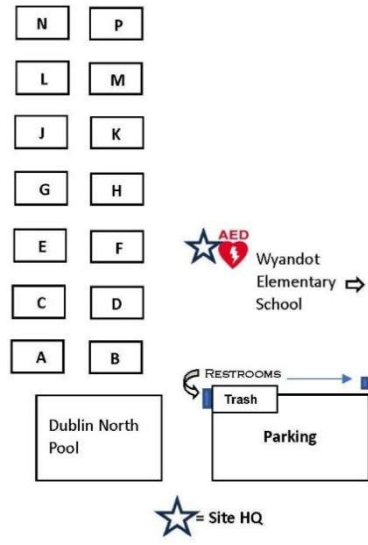 N P
L M
J K
G H
E F
AED
Wyandot
Elementary
School
C D
A B
RESTROOMS
Trash
Dublin North
Pool
Parking
= Site HQ